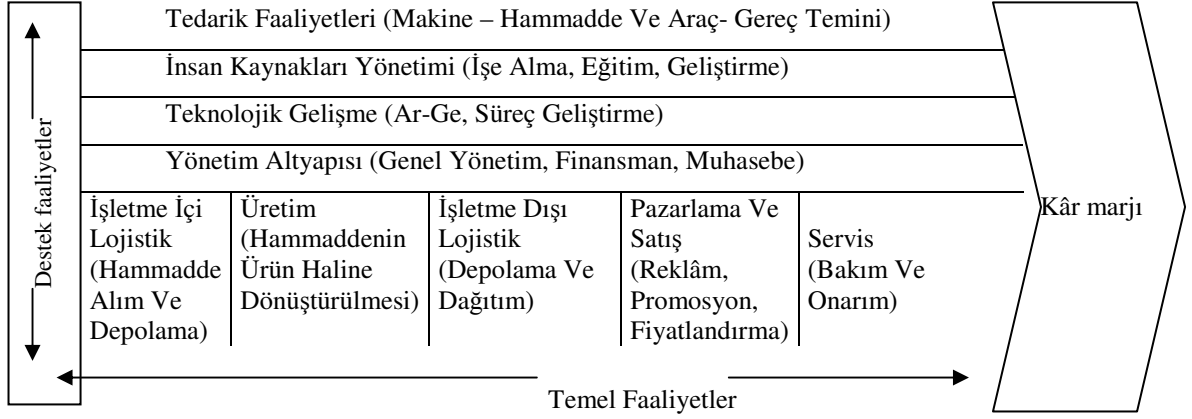 Tedarik Faaliyetleri (Makine – Hammadde Ve Araç- Gereç Temini)
İnsan Kaynakları Yönetimi (İşe Alma, Eğitim, Geliştirme)
Teknolojik Gelişme (Ar-Ge, Süreç Geliştirme)
Yönetim Altyapısı (Genel Yönetim, Finansman, Muhasebe)
Destek faaliyetler
İşletme İçi
Lojistik
(Hammadde
Alım Ve
Depolama)
Üretim
(Hammaddenin
Ürün Haline
Dönüştürülmesi)
İşletme Dışı
Lojistik
(Depolama Ve
Dağıtım)
Pazarlama Ve
Satış
(Reklâm,
Promosyon,
Fiyatlandırma)
Servis
(Bakım Ve
Onarım)
Kâr marjı
Temel Faaliyetler